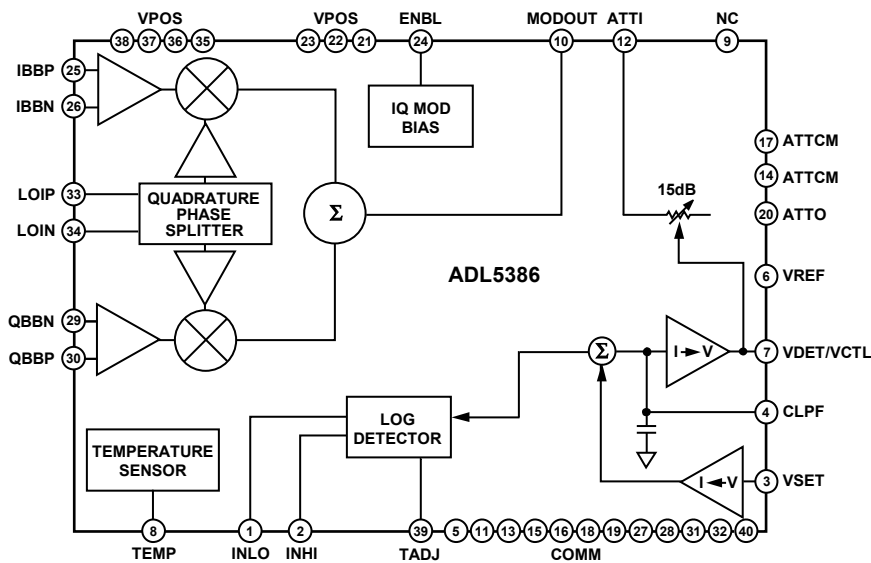 VPOS
VPOS
ENBL
MODOUT
ATTI
NC
38 37 36 35
23 22 21
24
10
12
9
IBBP 25
IBBN 26
IQ MOD
BIAS
17 ATTCM
14 ATTCM
20 ATTO
LOIP 33
LOIN 34
QUADRATURE
PHASE
SPLITTER
Σ
15dB
ADL5386
6 VREF
QBBN 29
QBBP 30
Σ
I V
7 VDET/VCTL
4 CLPF
LOG
DETECTOR
TEMPERATURE
SENSOR
I V
3 VSET
8
1
2
39
5 11 13 15 16 18 19 27 28 31 32 40
TEMP
INLO
INHI
TADJ
COMM